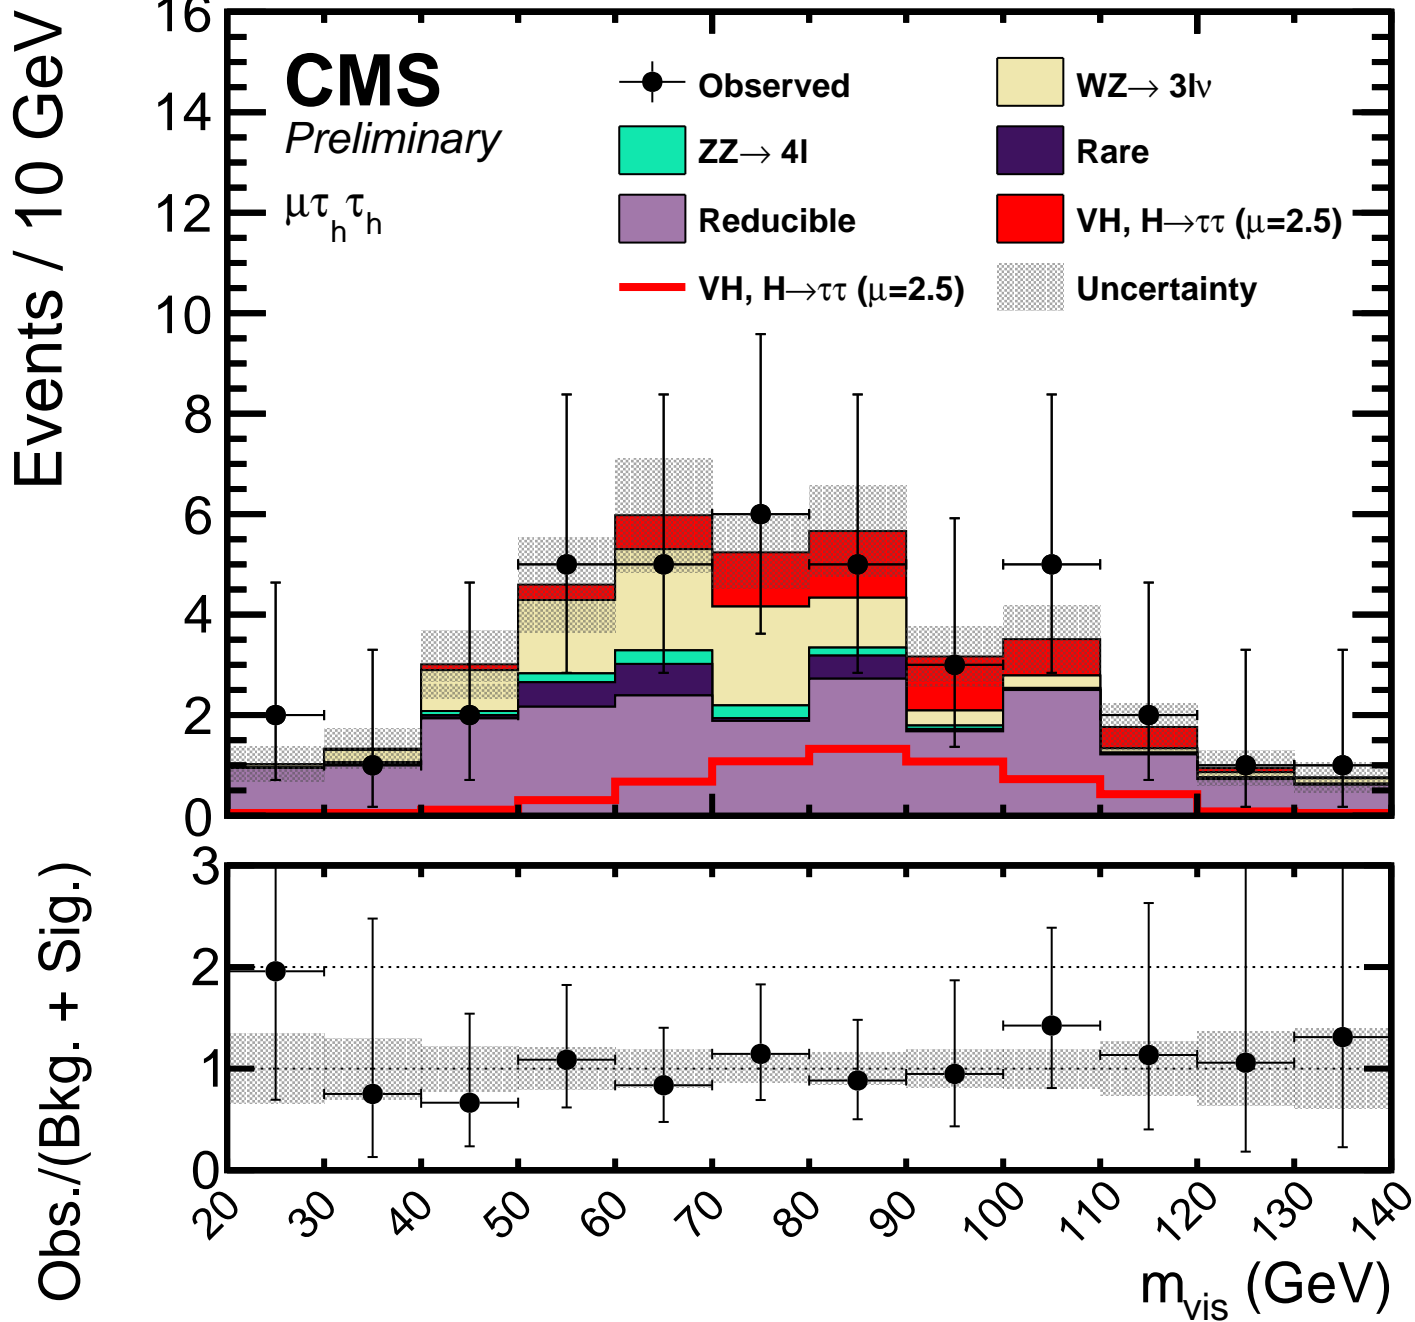 Events / 10 GeV
16
14
12
10
8
6
4
2
0
CMS
Preliminary
μτhτh
Observed
WZ→ 3lν
ZZ→ 4l
Rare
Reducible
VH, H→ττ (μ=2.5)
VH, H→ττ (μ=2.5)
Uncertainty
Obs./(Bkg. + Sig.)
3
2
1
0
20 30 40 50 60 70 80 90 100 110 120 130 140
mvis (GeV)